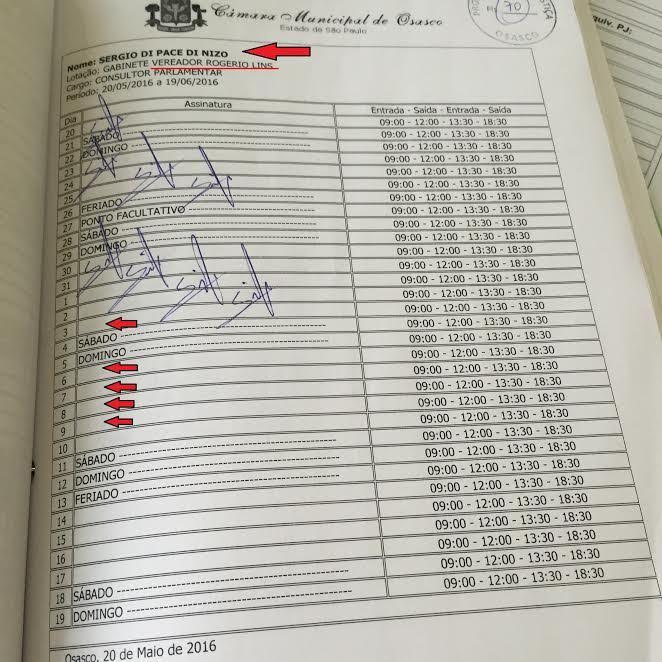 Câmara Municipal de Osasco
Estado de São Paulo
70
OSASCO
quiv. PJ:
Nome: SERGIO DI PACE DI NIZO
Lotação: GABINETE VEREADOR ROGERIO LINS
Cargo: CONSULTOR PARLAMENTAR
Período: 20/05/2016 a 19/06/2016
Dia Assinatura Entrada - Saída - Entrada - Saída
20 09:00 - 12:00 - 13:30 - 18:30
21 SÁBADO 09:00 - 12:00 - 13:30 - 18:30
22 DOMINGO 09:00 - 12:00 - 13:30 - 18:30
23 09:00 - 12:00 - 13:30 - 18:30
24 09:00 - 12:00 - 13:30 - 18:30
25 09:00 - 12:00 - 13:30 - 18:30
26 FERIADO 09:00 - 12:00 - 13:30 - 18:30
27 PONTO FACULTATIVO 09:00 - 12:00 - 13:30 - 18:30
28 SÁBADO 09:00 - 12:00 - 13:30 - 18:30
29 DOMINGO 09:00 - 12:00 - 13:30 - 18:30
30 09:00 - 12:00 - 13:30 - 18:30
31 09:00 - 12:00 - 13:30 - 18:30
1 09:00 - 12:00 - 13:30 - 18:30
2 09:00 - 12:00 - 13:30 - 18:30
3 09:00 - 12:00 - 13:30 - 18:30
4 SÁBADO 09:00 - 12:00 - 13:30 - 18:30
5 DOMINGO 09:00 - 12:00 - 13:30 - 18:30
6 09:00 - 12:00 - 13:30 - 18:30
7 09:00 - 12:00 - 13:30 - 18:30
8 09:00 - 12:00 - 13:30 - 18:30
9 09:00 - 12:00 - 13:30 - 18:30
10 09:00 - 12:00 - 13:30 - 18:30
11 SÁBADO 09:00 - 12:00 - 13:30 - 18:30
12 DOMINGO 09:00 - 12:00 - 13:30 - 18:30
13 FERIADO 09:00 - 12:00 - 13:30 - 18:30
14 09:00 - 12:00 - 13:30 - 18:30
15 09:00 - 12:00 - 13:30 - 18:30
16 09:00 - 12:00 - 13:30 - 18:30
17 09:00 - 12:00 - 13:30 - 18:30
18 SÁBADO 09:00 - 12:00 - 13:30 - 18:30
19 DOMINGO
Osasco, 20 de Maio de 2016